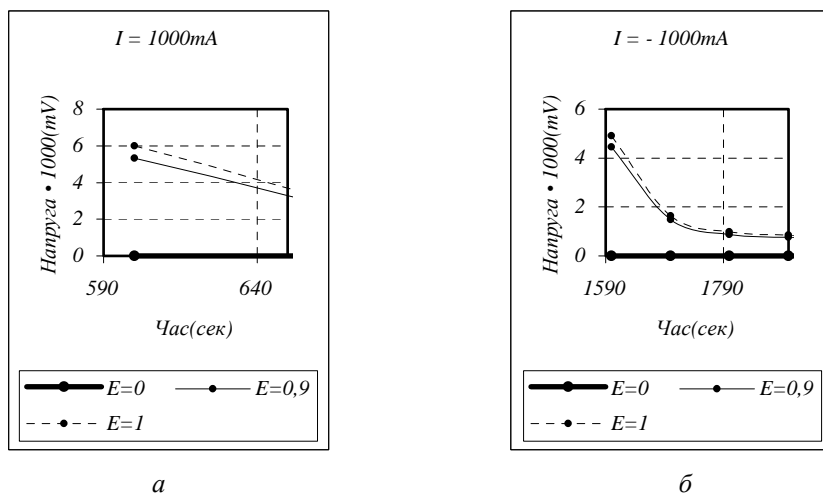 I = 1000mA
Напруга • 1000(mV)
8
6
4
2
0
590
640
Час(сек)
E=0
E=0,9
E=1
а
I = - 1000mA
Напруга • 1000(mV)
6
4
2
0
1590
1790
Час(сек)
E=0
E=0,9
E=1
б